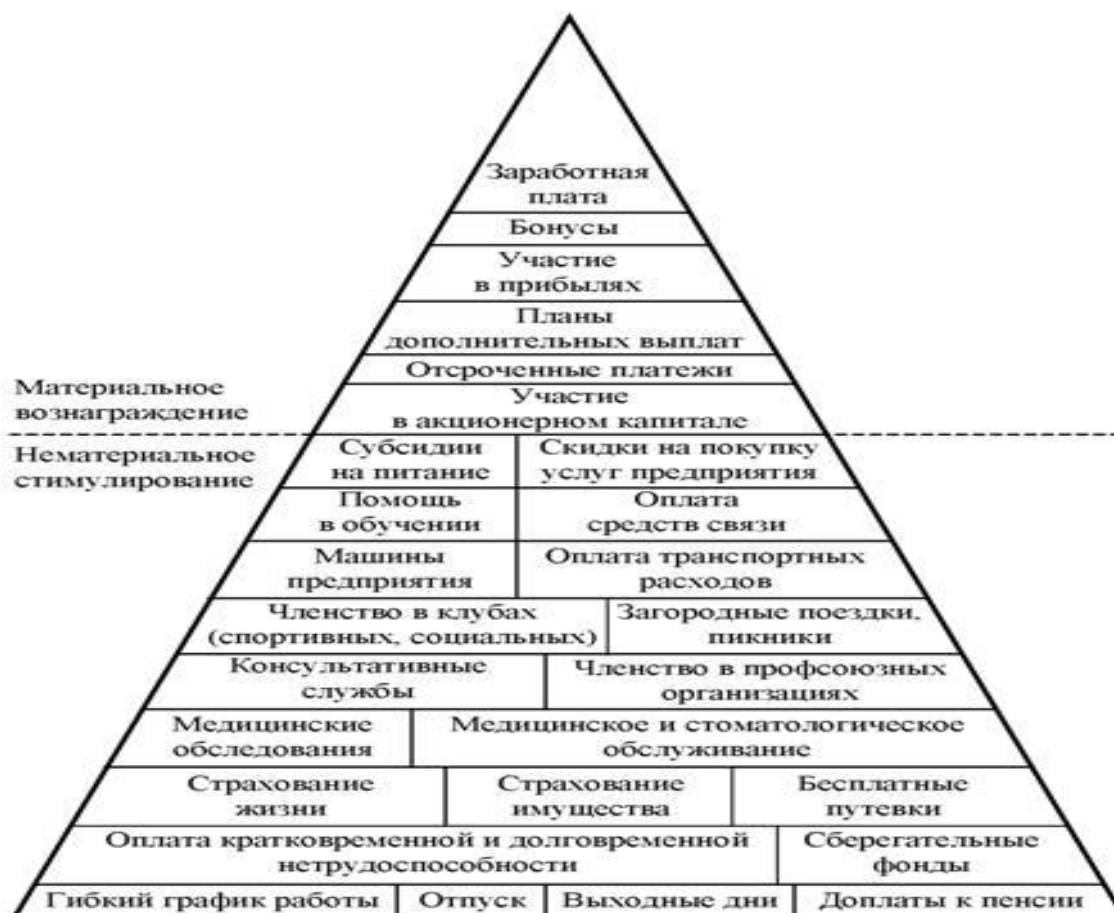 Заработная
плата
Бонусы
Участие
в прибылях
Планы
дополнительных выплат
Отсроченные платежи
Участие
в акционерном капитале
Материальное
вознаграждение
Нематериальное
стимулирование
Субсидии
на питание
Скидки на покупку
услуг предприятия
Помощь
в обучении
Оплата
средств связи
Машины
предприятия
Оплата транспортных
расходов
Членство в клубах
(спортивных, социальных)
Загородные поездки,
пикники
Консультативные
службы
Членство в профсоюзных
организациях
Медицинские
обследования
Медицинское и стоматологическое
обслуживание
Страхование
жизни
Страхование
имущества
Бесплатные
путевки
Оплата кратковременной и долговременной
нетрудоспособности
Сберегательные
фонды
Гибкий график работы
Отпуск
Выходные дни
Доплаты к пенсии